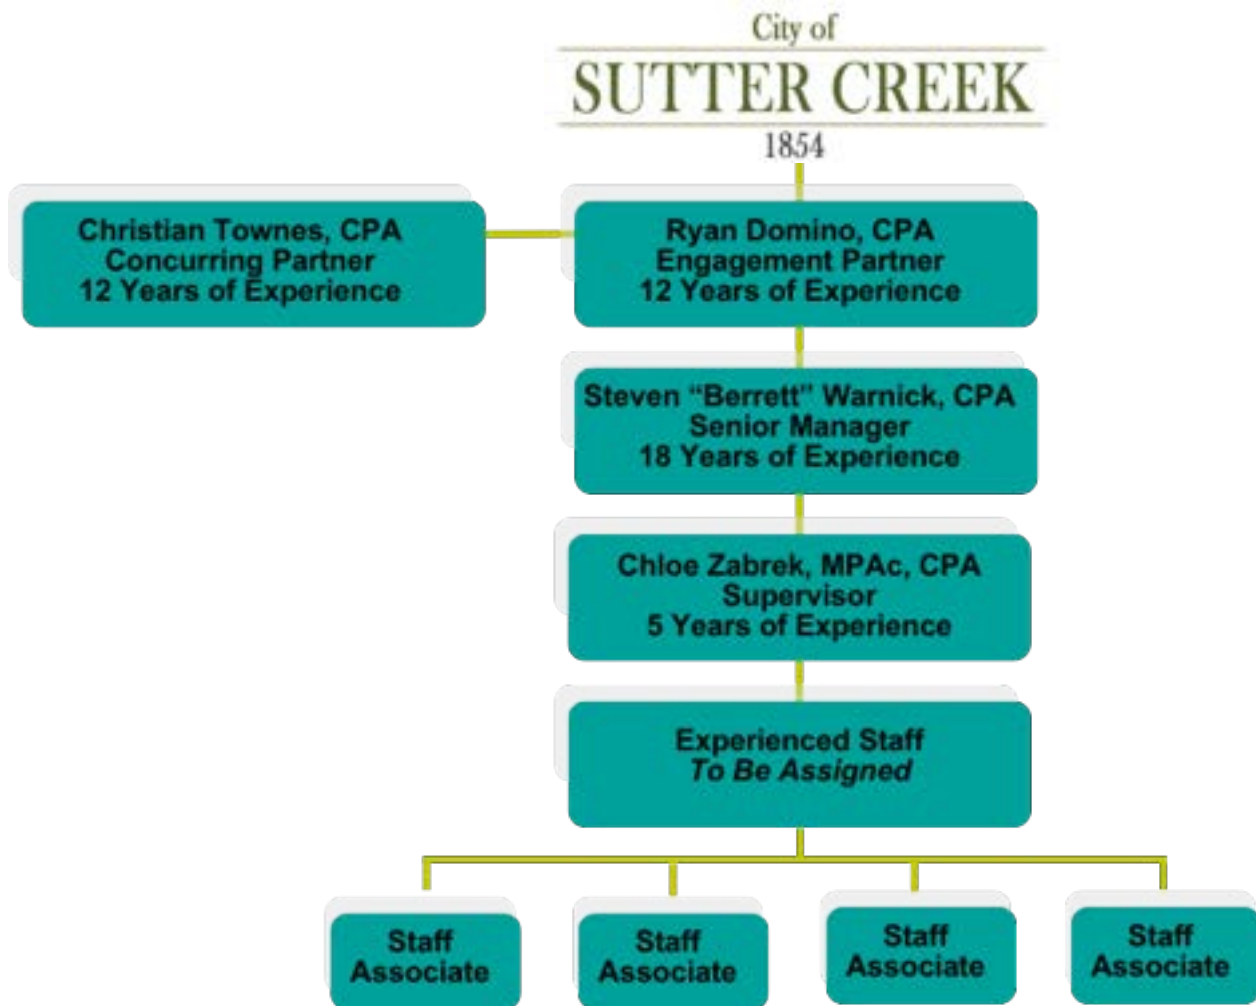 City of
SUTTER CREEK
1854
Christian Townes, CPA
Concurring Partner
12 Years of Experience
Ryan Domino, CPA
Engagement Partner
12 Years of Experience
Steven “Berrett” Warnick, CPA
Senior Manager
18 Years of Experience
Chloe Zabrek, MPAc, CPA
Supervisor
5 Years of Experience
Experienced Staff
To Be Assigned
Staff
Associate
Staff
Associate
Staff
Associate
Staff
Associate